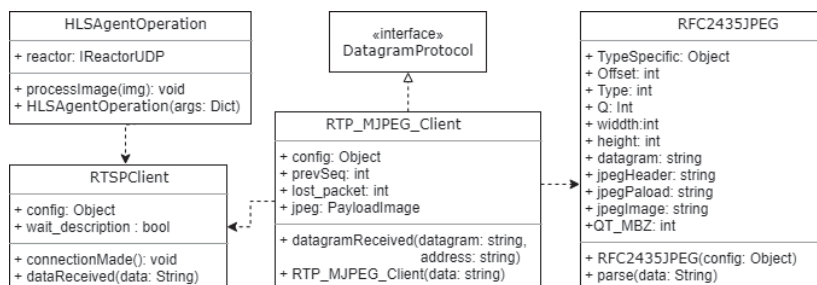 HLSAgentOperation
+ reactor: IReactorUDP
+ processImage(img): void
+ HLSAgentOperation(args: Dict)
RTSPClient
+ config: Object
+ wait_description : bool
+ connectionMade(): void
+ dataReceived(data: String)
«interface»
DatagramProtocol
RTP_MJPEG_Client
+ config: Object
+ prevSeq: int
+ lost_packet: int
+ jpeg: PayloadImage
+ datagramReceived(datagram: string,
address: string)
+ RTP_MJPEG_Client(data: string)
RFC2435JPEG
+ TypeSpecific: Object
+ Offset: int
+ Type: int
+ Q: Int
+ widdth:int
+ height: int
+ datagram: string
+ jpegHeader: string
+ jpegPaload: string
+ jpegImage: string
+QT_MBZ: int
+ RFC2435JPEG(config: Object)
+ parse(data: String)